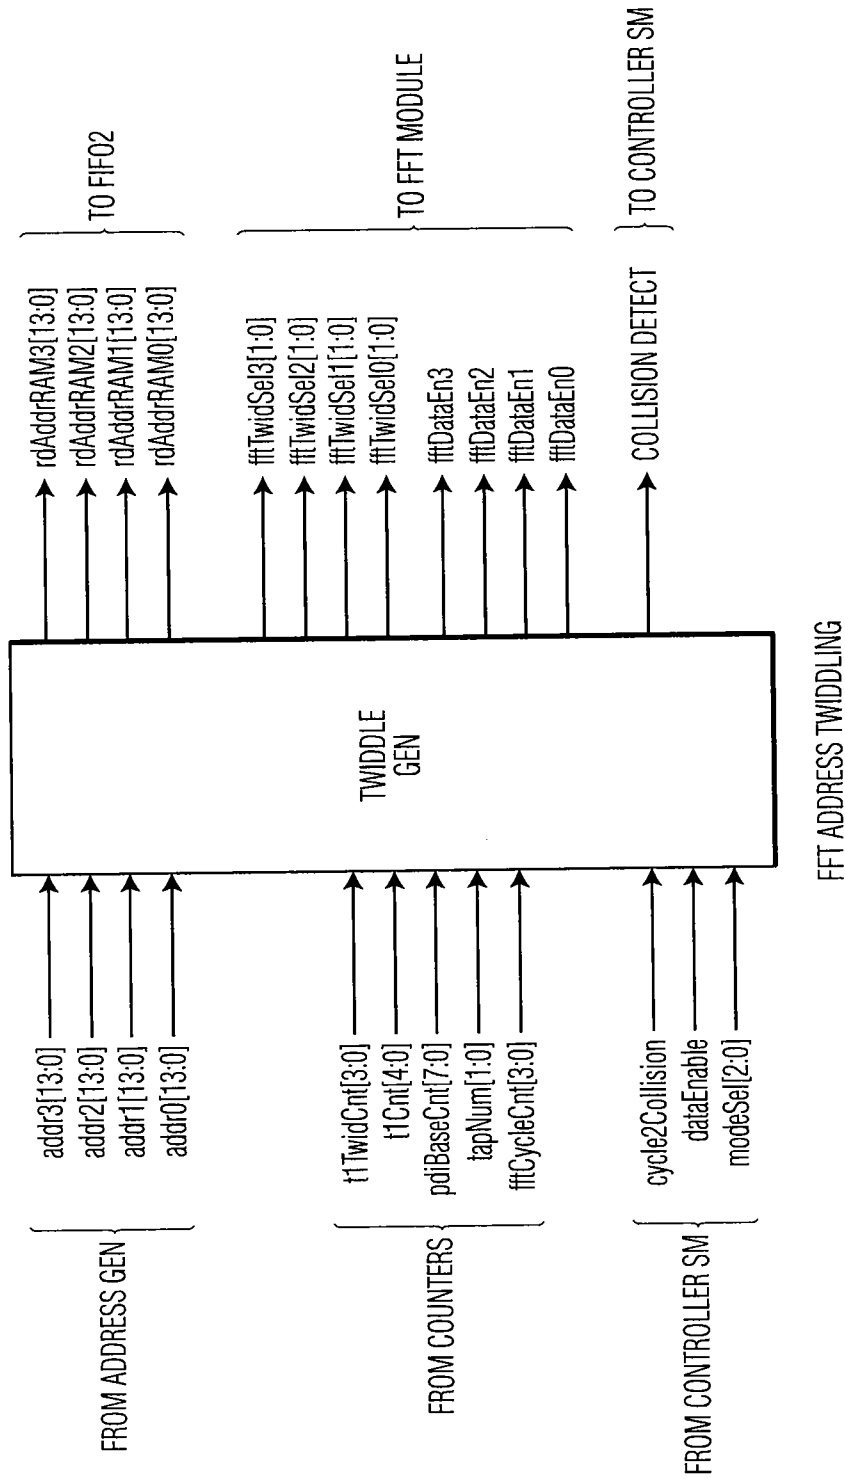 FROM ADDRESS GEN
addr3[13:0]
addr2[13:0]
addr1[13:0]
addr0[13:0]
FROM COUNTERS
t1TwidCnt[3:0]
t1Cnt[4:0]
pdiBaseCnt[7:0]
tapNum[1:0]
fftCycleCnt[3:0]
FROM CONTROLLER SM
cycle2Collision
dataEnable
modeSel[2:0]
TWIDDLE
GEN
rdAddrRAM3[13:0]
rdAddrRAM2[13:0]
rdAddrRAM1[13:0]
rdAddrRAM0[13:0]
TO FIFO2
fftTwidSel3[1:0]
fftTwidSel2[1:0]
fftTwidSel1[1:0]
fftTwidSel0[1:0]
fftDataEn3
fftDataEn2
fftDataEn1
fftDataEn0
TO FFT MODULE
COLLISION DETECT
TO CONTROLLER SM
FFT ADDRESS TWIDDLING